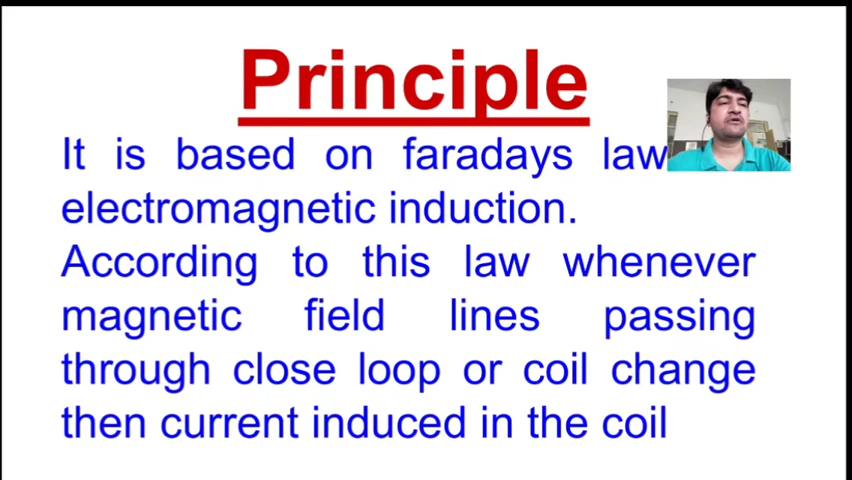 Principle
It is based on faradays law
electromagnetic induction.
According to this law whenever
magnetic field lines passing
through close loop or coil change
then current induced in the coil